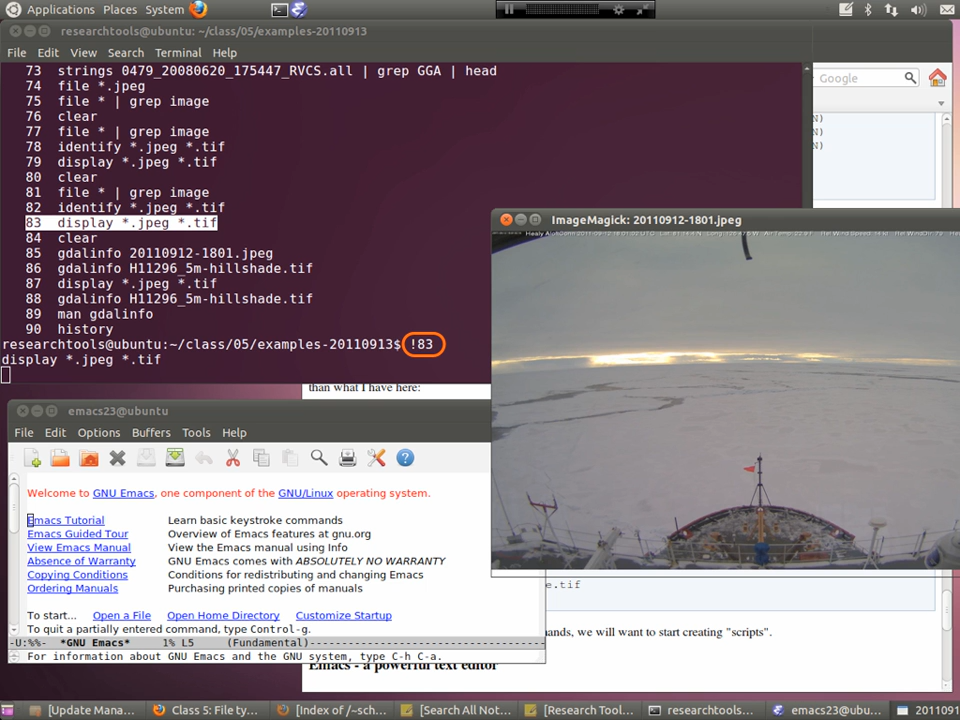 Applications Places System
researchtools@ubuntu: ~/class/05/examples-20110913
File Edit View Search Terminal Help
73 strings 0479_20080620_175447_RVCS.all | grep GGA | head
74 file *.jpeg
75 file * | grep image
76 clear
77 file * | grep image
78 identify *.jpeg *.tif
79 display *.jpeg *.tif
80 clear
81 file * | grep image
82 identify *.jpeg *.tif
83 display *.jpeg *.tif
84 clear
85 gdalinfo 20110912-1801.jpeg
86 gdalinfo H11296_5m-hillshade.tif
87 display *.jpeg *.tif
88 gdalinfo H11296_5m-hillshade.tif
89 man gdalinfo
90 history
researchtools@ubuntu:~/class/05/examples-20110913$ !83
display *.jpeg *.tif
Google
N)
N)
N)
ImageMagick: 20110912-1801.jpeg
than what I have here:
emacs23@ubuntu
File Edit Options Buffers Tools Help
Welcome to GNU Emacs, one component of the GNU/Linux operating system.
Emacs Tutorial Learn basic keystroke commands
Emacs Guided Tour Overview of Emacs features at gnu.org
View Emacs Manual View the Emacs manual using Info
Absence of Warranty GNU Emacs comes with ABSOLUTELY NO WARRANTY
Copying Conditions Conditions for redistributing and changing Emacs
Ordering Manuals Purchasing printed copies of manuals
To start... Open a File Open Home Directory Customize Startup
To quit a partially entered command, type Control-g.
-U:%%- *GNU Emacs* 1% L5 (Fundamental)
For information about GNU Emacs and the GNU system, type C-h C-a.
e.tif
nands, we will want to start creating "scripts".
Emacs - a powerful text editor
[Update Mana... Class 5: File ty... [Index of /~sch... [Search All Not... [Research Tool... researchtools... emacs23@ubu... 2011091